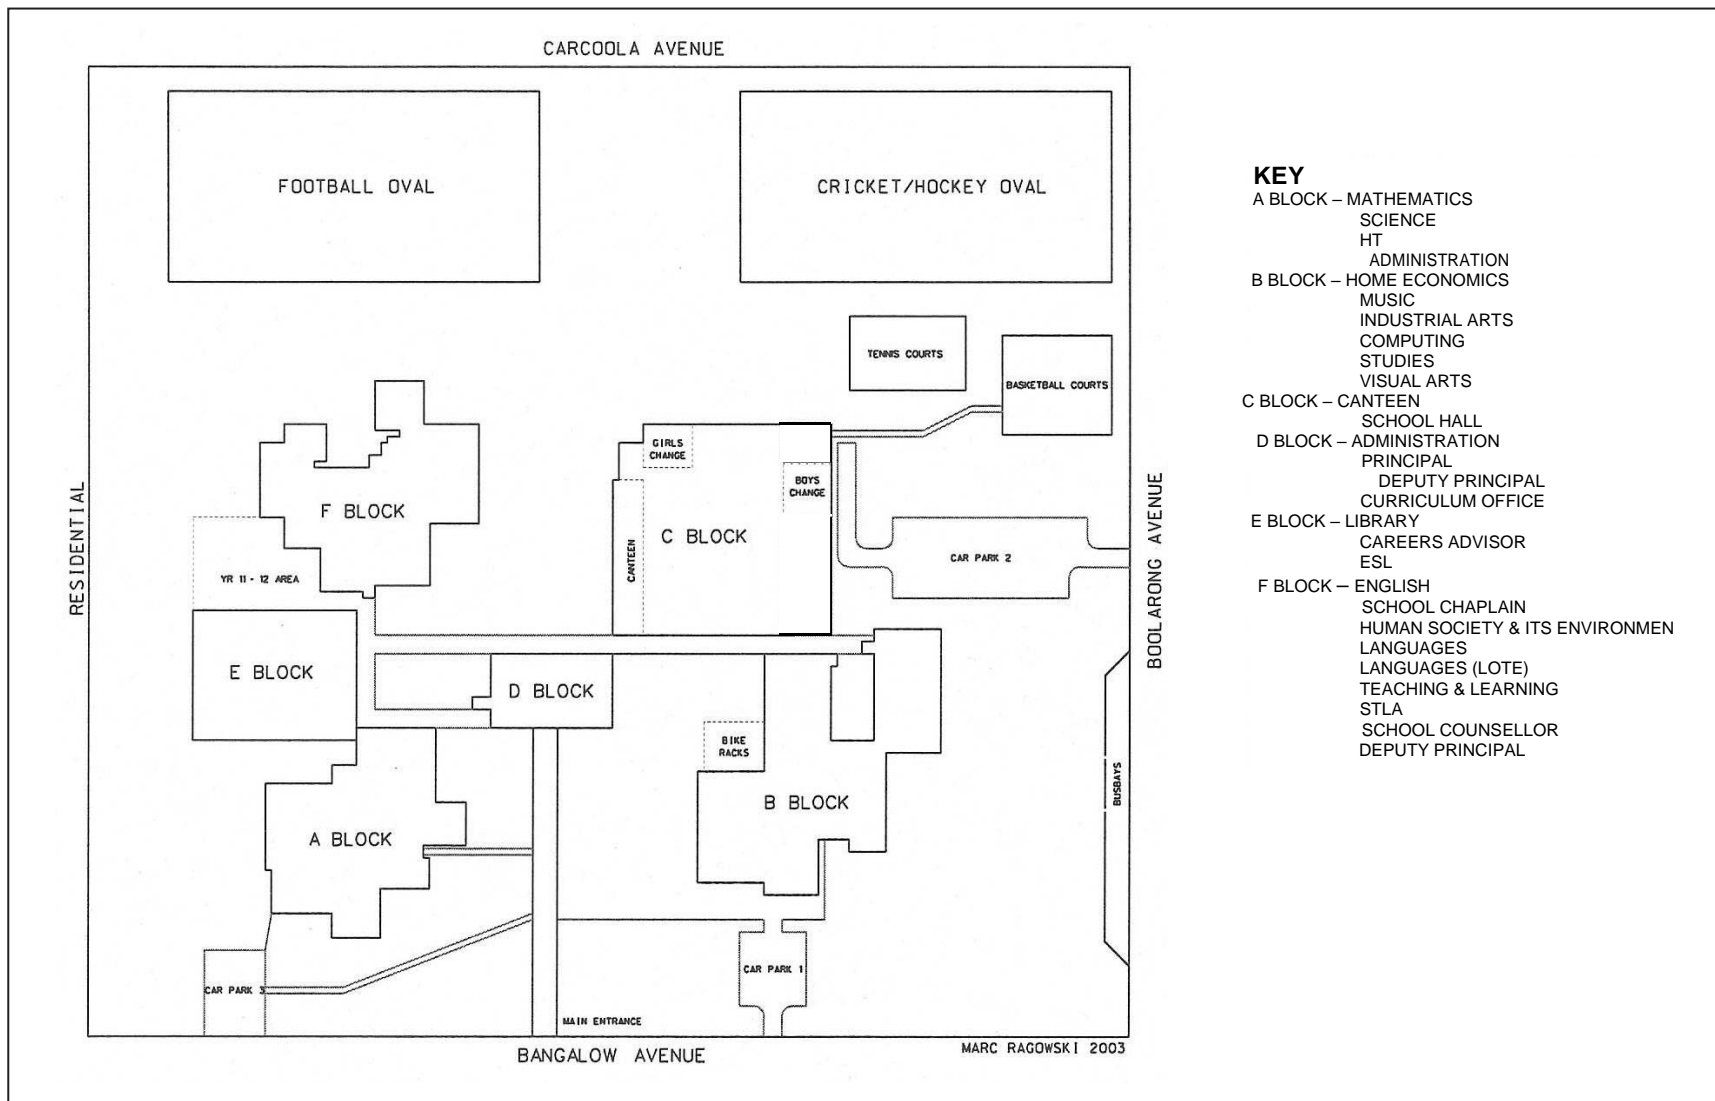 CARCOOLA AVENUE
FOOTBALL OVAL
CRICKET/HOCKEY OVAL
TENNIS COURTS
BASKETBALL COURTS
GIRLS
CHANGE
BOYS
CHANGE
F BLOCK
C BLOCK
CANTEEN
CAR PARK 2
YR 11 - 12 AREA
RESIDENTIAL
BOOLARONG AVENUE
E BLOCK
D BLOCK
BIKE
RACKS
B BLOCK
BUSBAYS
A BLOCK
CAR PARK 1
CAR PARK 3
MAIN ENTRANCE
BANGALOW AVENUE
MARC RAGOWSKI 2003
KEY
A BLOCK – MATHEMATICS
SCIENCE
HT
ADMINISTRATION
B BLOCK – HOME ECONOMICS
MUSIC
INDUSTRIAL ARTS
COMPUTING
STUDIES
VISUAL ARTS
C BLOCK – CANTEEN
SCHOOL HALL
D BLOCK – ADMINISTRATION
PRINCIPAL
DEPUTY PRINCIPAL
CURRICULUM OFFICE
E BLOCK – LIBRARY
CAREERS ADVISOR
ESL
F BLOCK – ENGLISH
SCHOOL CHAPLAIN
HUMAN SOCIETY & ITS ENVIRONMEN
LANGUAGES
LANGUAGES (LOTE)
TEACHING & LEARNING
STLA
SCHOOL COUNSELLOR
DEPUTY PRINCIPAL